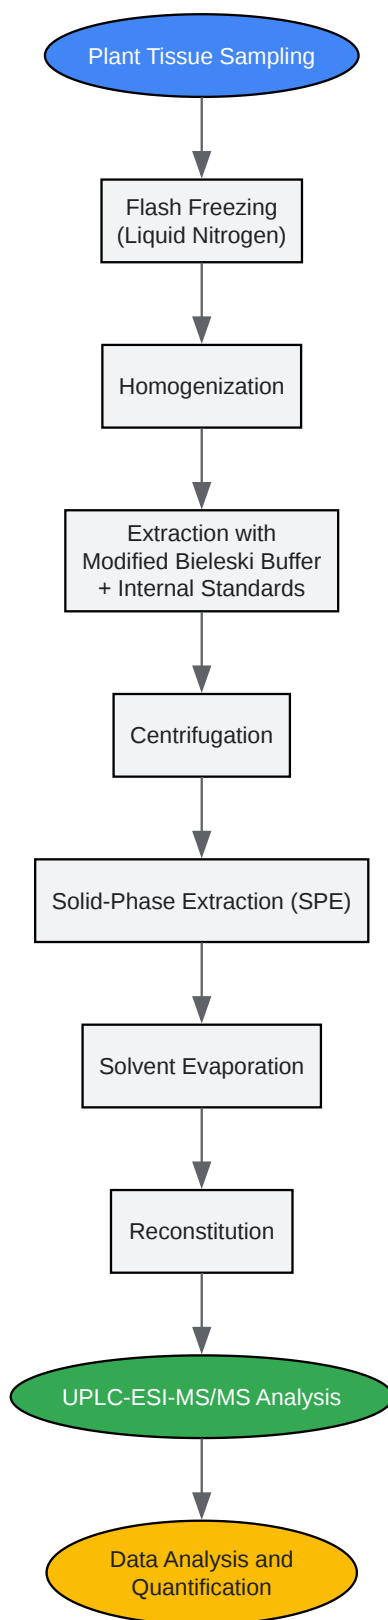 Plant Tissue Sampling
Flash Freezing
(Liquid Nitrogen)
Homogenization
Extraction with
Modified Bieleski Buffer
+ Internal Standards
Centrifugation
Solid-Phase Extraction (SPE)
Solvent Evaporation
Reconstitution
UPLC-ESI-MS/MS Analysis
Data Analysis and
Quantification